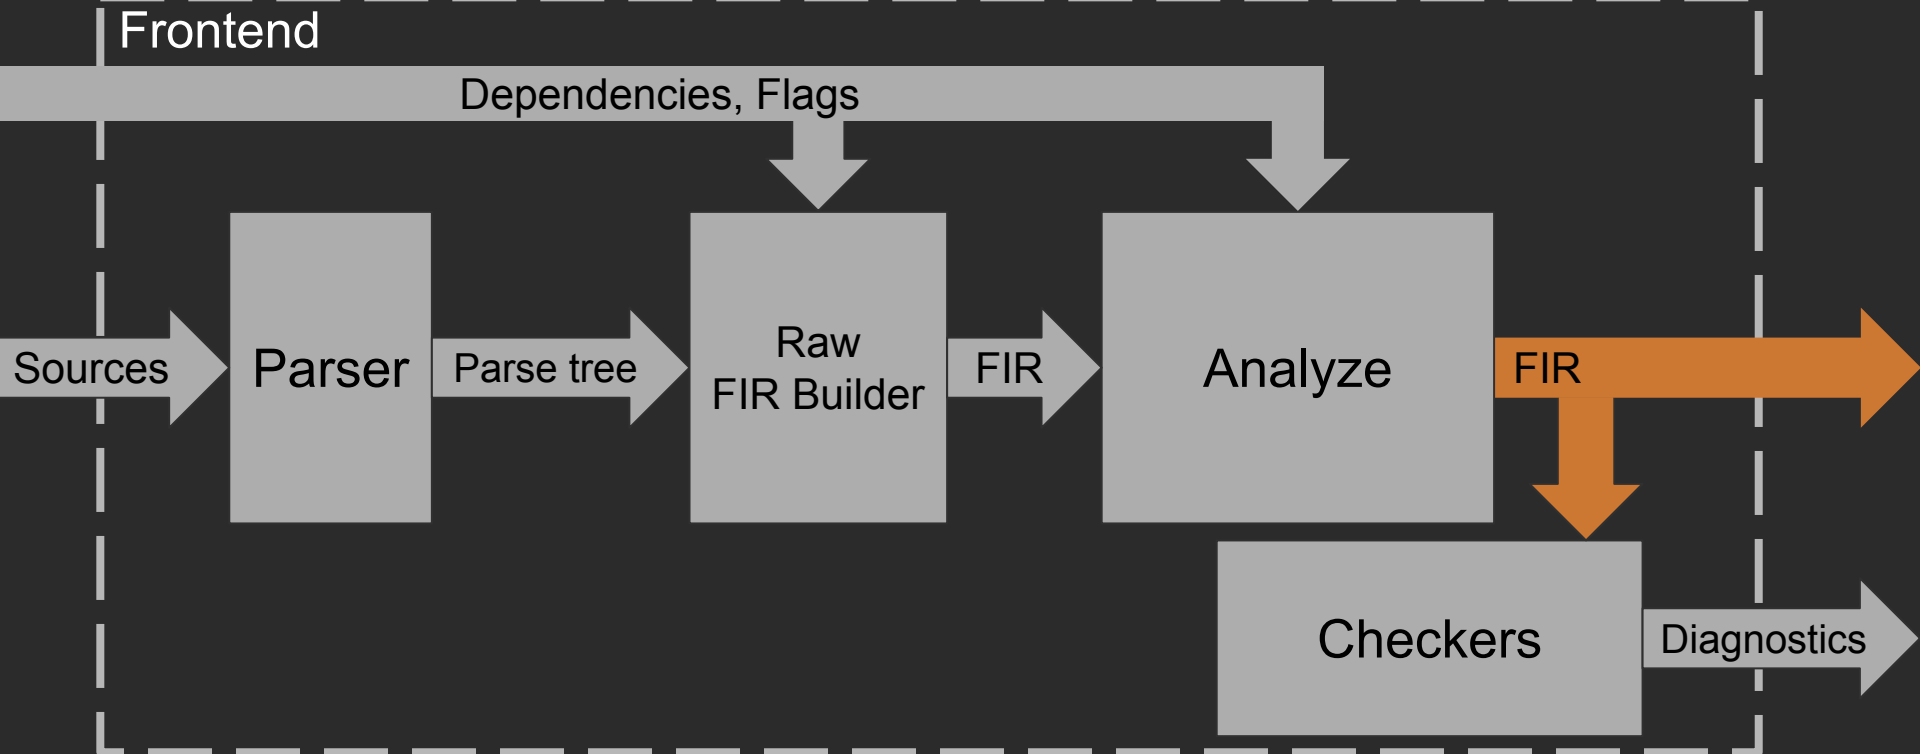 Frontend
Dependencies, Flags
Sources
Parser
Parse tree
Raw
FIR Builder
FIR
Analyze
FIR
Checkers
Diagnostics